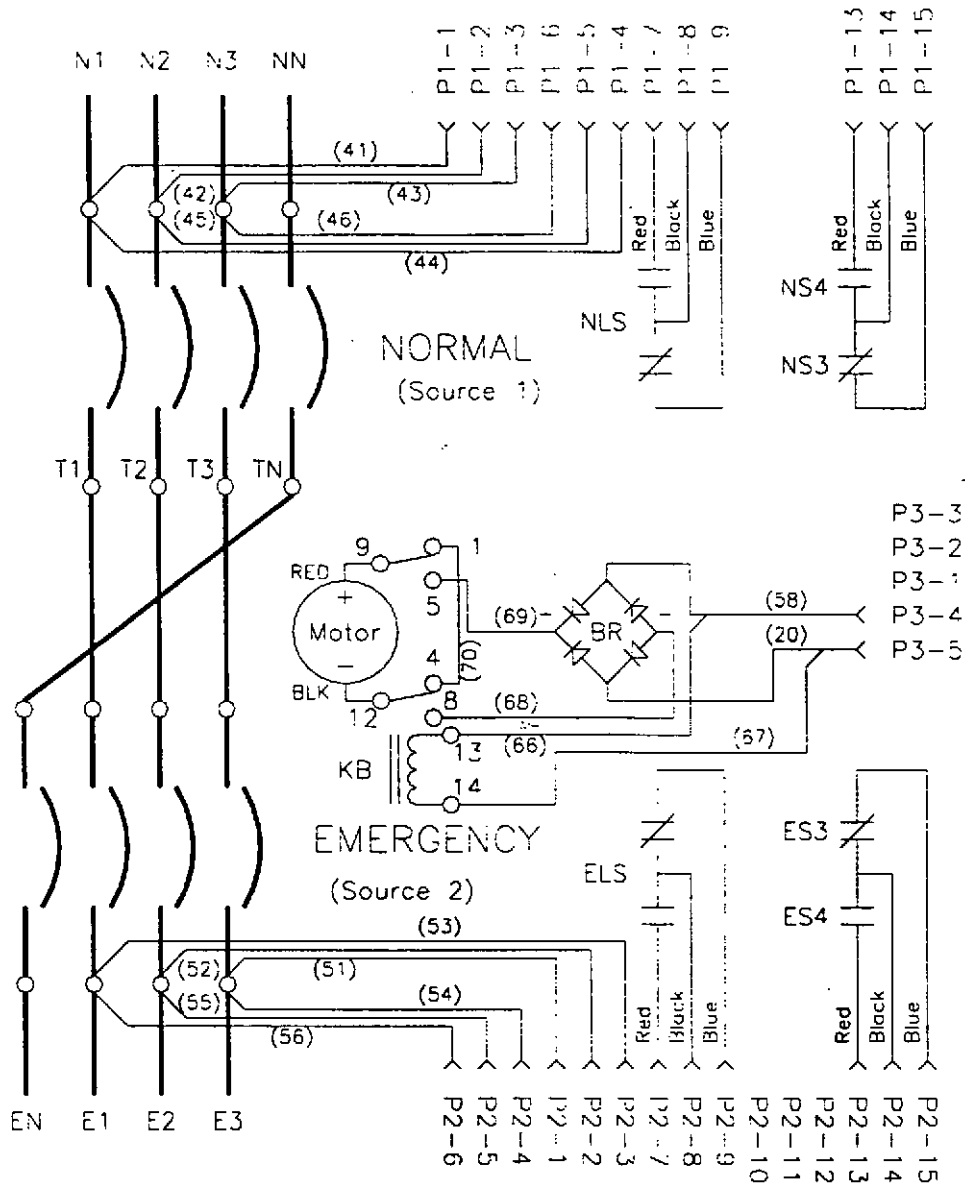 N1 N2 N3 NN
P1-1
P1-2
P1-3
P1-6
P1-5
P1-4
P1-7
P1-8
P1-9
P1-13
P1-14
P1-15
(41)
(42) (43)
(45) (46)
(44)
Red
Black
Blue
Red
Black
Blue
NLS
NS4
NS3
NORMAL
(Source 1)
T1 T2 T3 TN
P3-3
P3-2
P3-1
P3-4
P3-5
9 1
RED
+
5
Motor
-
BLK
4
12
8
(69) -
(70)
BR
-
(58)
(20)
(68)
(66)
(67)
KB
13
14
EMERGENCY
(Source 2)
ELS
ES3
ES4
(53)
(52) (51)
(55) (54)
(56)
Red
Black
Blue
Red
Black
Blue
EN E1 E2 E3
P2-6
P2-5
P2-4
P2-1
P2-2
P2-3
P2-7
P2-8
P2-9
P2-10
P2-11
P2-12
P2-13
P2-14
P2-15